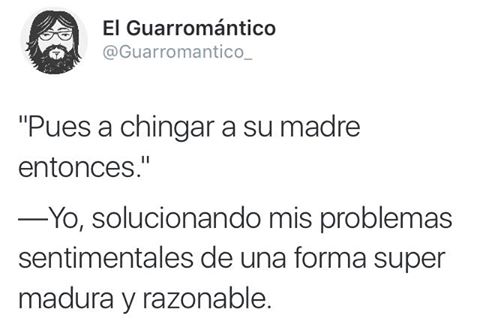 El Guarromántico
@Guarromantico_
"Pues a chingar a su madre
entonces."
—Yo, solucionando mis problemas
sentimentales de una forma super
madura y razonable.